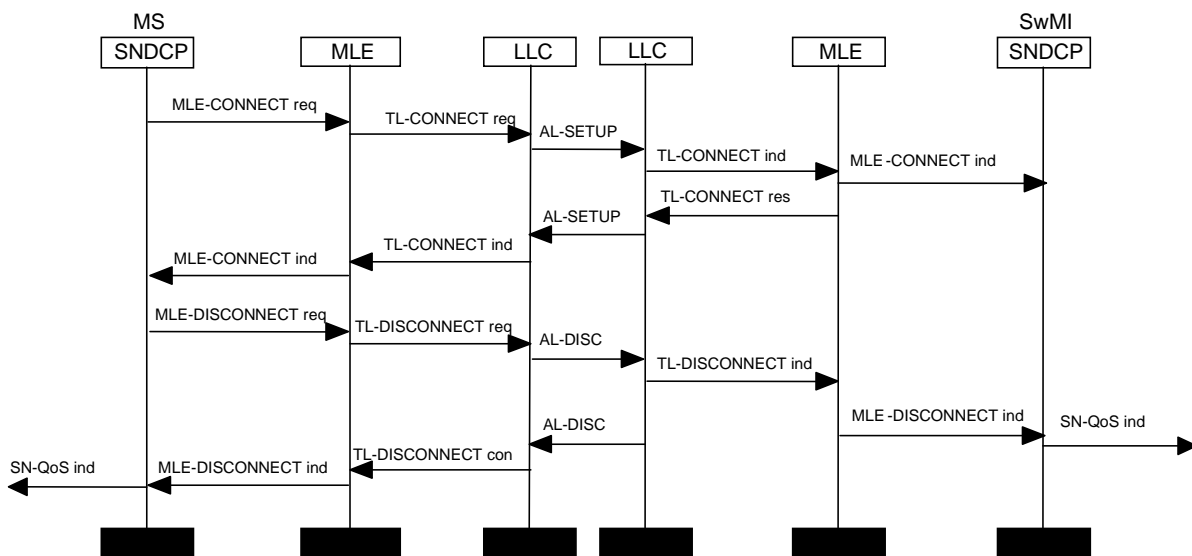 MS
SwMI
SNDCP
MLE
LLC
LLC
MLE
SNDCP
MLE-CONNECT req
TL-CONNECT req
AL-SETUP
TL-CONNECT ind
MLE-CONNECT ind
TL-CONNECT res
AL-SETUP
TL-CONNECT ind
MLE-CONNECT ind
MLE-DISCONNECT req
TL-DISCONNECT req
AL-DISC
TL-DISCONNECT ind
MLE-DISCONNECT ind
SN-QoS ind
AL-DISC
TL-DISCONNECT con
MLE-DISCONNECT ind
SN-QoS ind